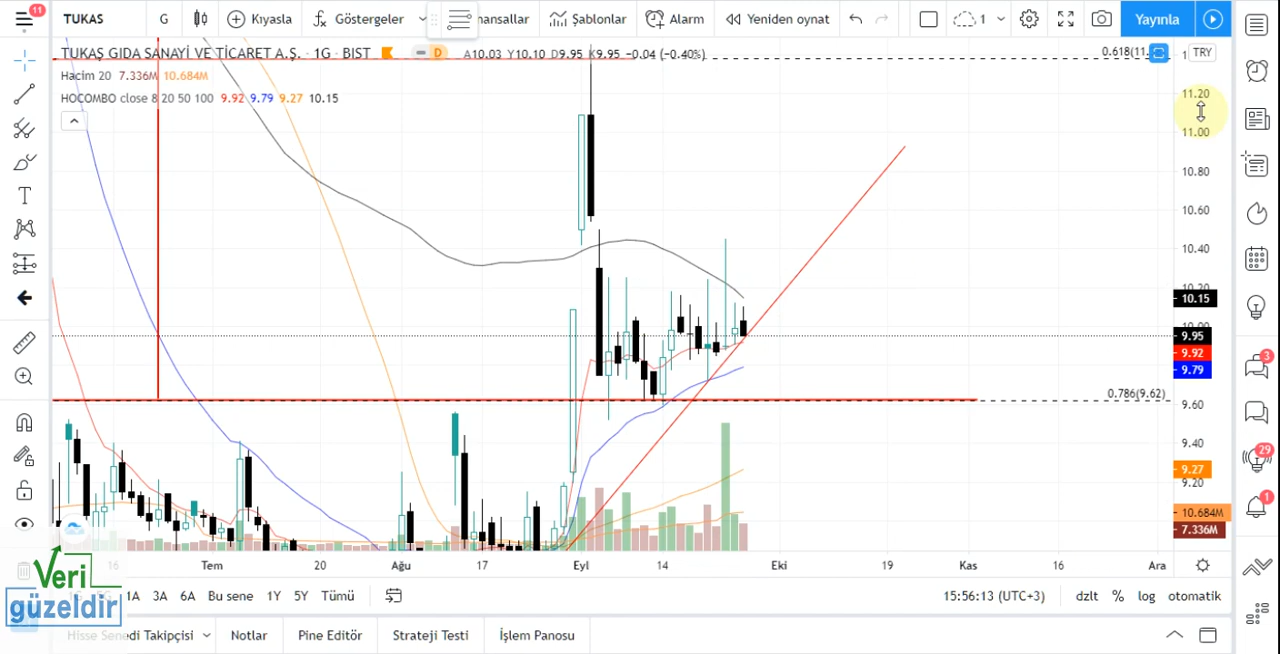 11
TUKAS
G
Kıyasla
Göstergeler
nansallar
Şablonlar
Alarm
Yeniden oynat
1
Yayınla
TUKAŞ GIDA SANAYİ VE TİCARET A.Ş. · 1G · BIST
D
A10.03 Y10.10 D9.95 K9.95 −0.04 (−0.40%)
0.618(11.
TRY
Hacim 20 7.336M 10.684M
HOCOMBO close 8 20 50 100 9.92 9.79 9.27 10.15
11.20
11.00
10.80
10.60
10.40
10.15
10.00
9.95
9.92
9.79
0.786(9.62)
9.60
9.40
9.27
9.20
10.684M
7.336M
3
29
1
16
Tem
20
Ağu
17
Eyl
14
Eki
19
Kas
16
Ara
Veri
güzeldir
1A
3A
6A
Bu sene
1Y
5Y
Tümü
15:56:13 (UTC+3)
dzlt
%
log
otomatik
Hisse Senedi Takipçisi
Notlar
Pine Editör
Strateji Testi
İşlem Panosu